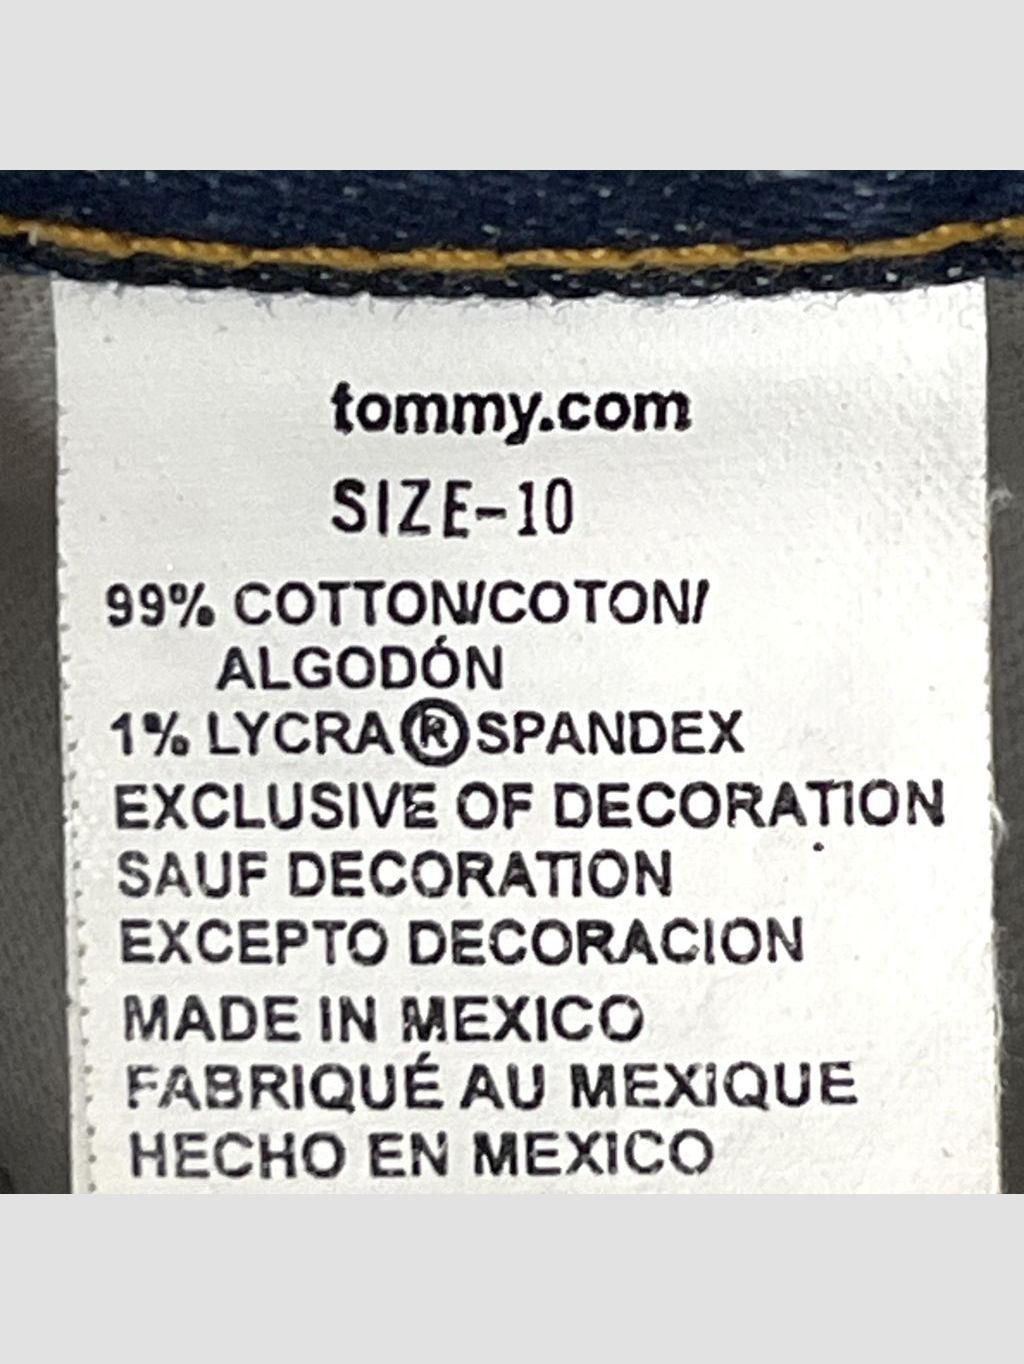 tommy.com
SIZE-10
99% COTTON/COTON/
ALGODÓN
1% LYCRA®SPANDEX
EXCLUSIVE OF DECORATION
SAUF DECORATION
EXCEPTO DECORACION
MADE IN MEXICO
FABRIQUÉ AU MEXIQUE
HECHO EN MEXICO